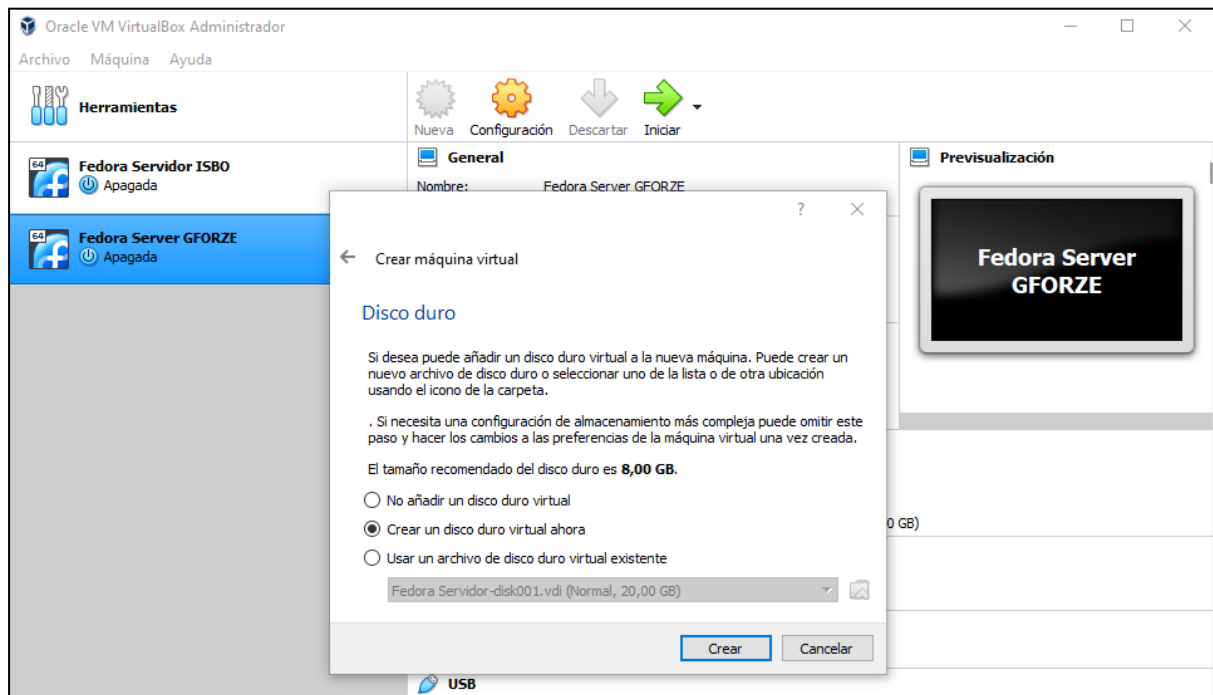 Oracle VM VirtualBox Administrador
Archivo Máquina Ayuda
Herramientas
Nueva Configuración Descartar Iniciar
64
Fedora Servidor ISBO
Apagada
64
Fedora Server GFORZE
Apagada
General
Nombre: Fedora Server GFORZE
Previsualización
Fedora Server
GFORZE
?
Crear máquina virtual
Disco duro
Si desea puede añadir un disco duro virtual a la nueva máquina. Puede crear un
nuevo archivo de disco duro o seleccionar uno de la lista o de otra ubicación
usando el icono de la carpeta.
. Si necesita una configuración de almacenamiento más compleja puede omitir este
paso y hacer los cambios a las preferencias de la máquina virtual una vez creada.
El tamaño recomendado del disco duro es 8,00 GB.
No añadir un disco duro virtual
Crear un disco duro virtual ahora
Usar un archivo de disco duro virtual existente
Fedora Servidor-disk001.vdi (Normal, 20,00 GB)
Crear Cancelar
0 GB)
USB